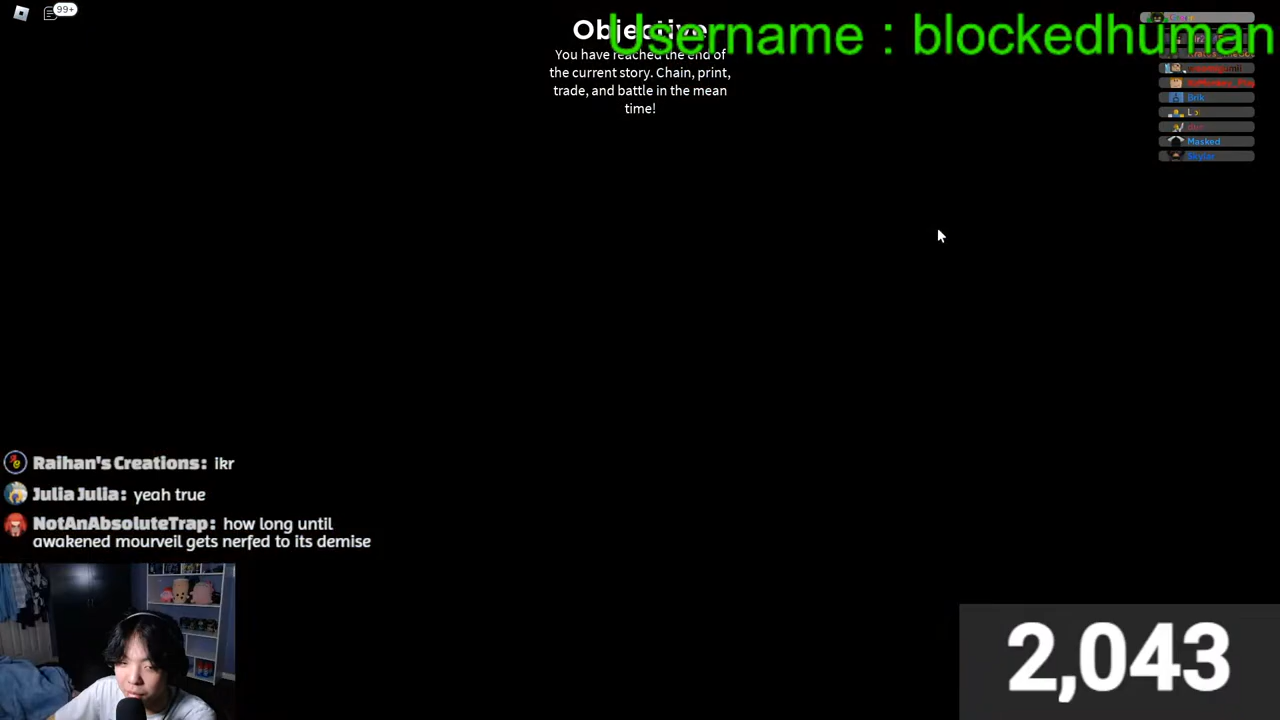 99+
Objective
Username : blockedhuman
You have reached the end of
the current story. Chain, print,
trade, and battle in the mean
time!
Brik
Masked
Skylar
Raihan's Creations: ikr
Julia Julia: yeah true
NotAnAbsoluteTrap: how long until
awakened mourveil gets nerfed to its demise
2,043